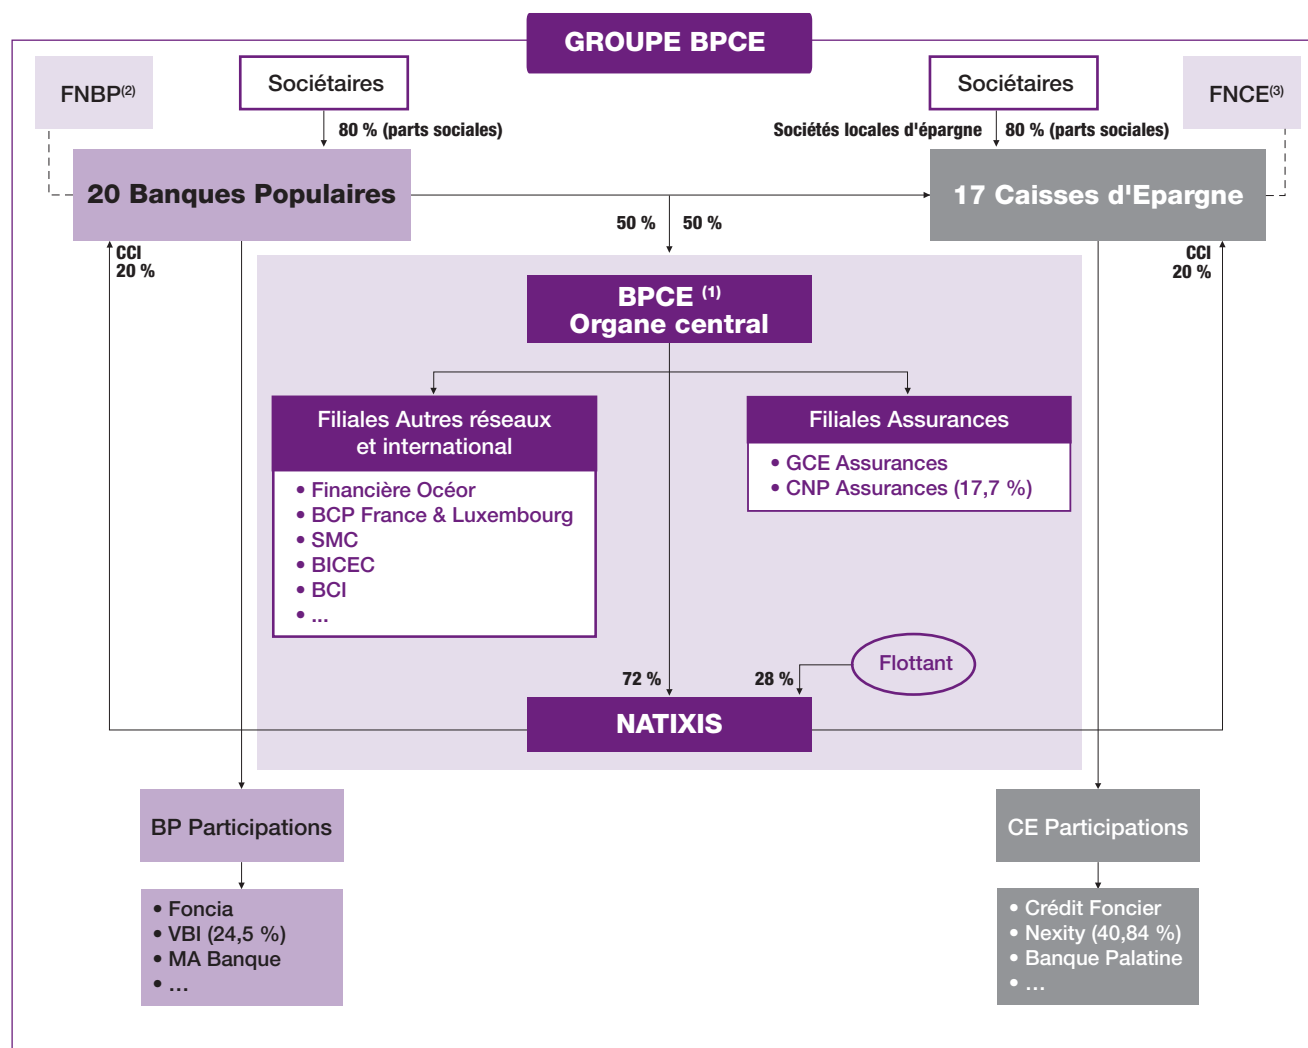 GROUPE BPCE
FNBP(2)
Sociétaires
Sociétaires
FNCE(3)
80 % (parts sociales)
Sociétés locales d'épargne
80 % (parts sociales)
20 Banques Populaires
17 Caisses d'Epargne
50 %
50 %
CCI
20 %
CCI
20 %
BPCE (1)
Organe central
Filiales Autres réseaux
et international
• Financière Océor
• BCP France & Luxembourg
• SMC
• BICEC
• BCI
• ...
Filiales Assurances
• GCE Assurances
• CNP Assurances (17,7 %)
Flottant
72 %
28 %
NATIXIS
BP Participations
• Foncia
• VBI (24,5 %)
• MA Banque
• ...
CE Participations
• Crédit Foncier
• Nexity (40,84 %)
• Banque Palatine
• ...